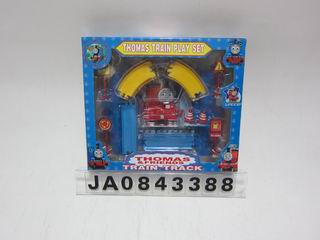 THOMAS TRAIN PLAY SET
THOMAS
&FRIENDS
TRAIN TRACK
JA0843388